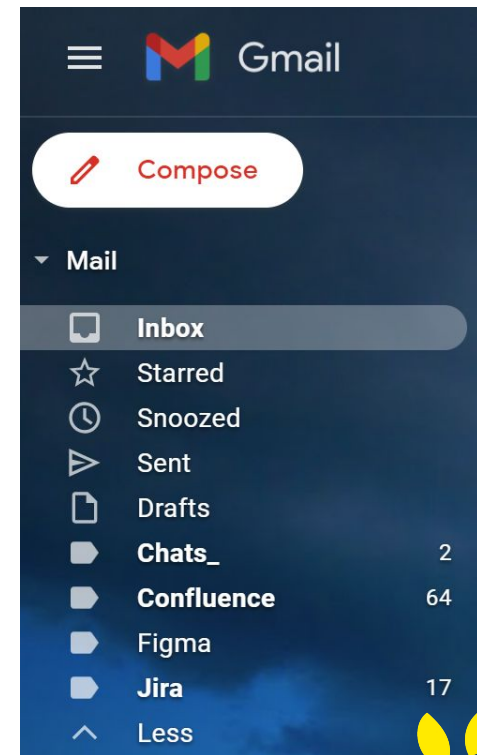 Gmail
Compose
Mail
Inbox
Starred
Snoozed
Sent
Drafts
Chats_ 2
Confluence 64
Figma
Jira 17
Less